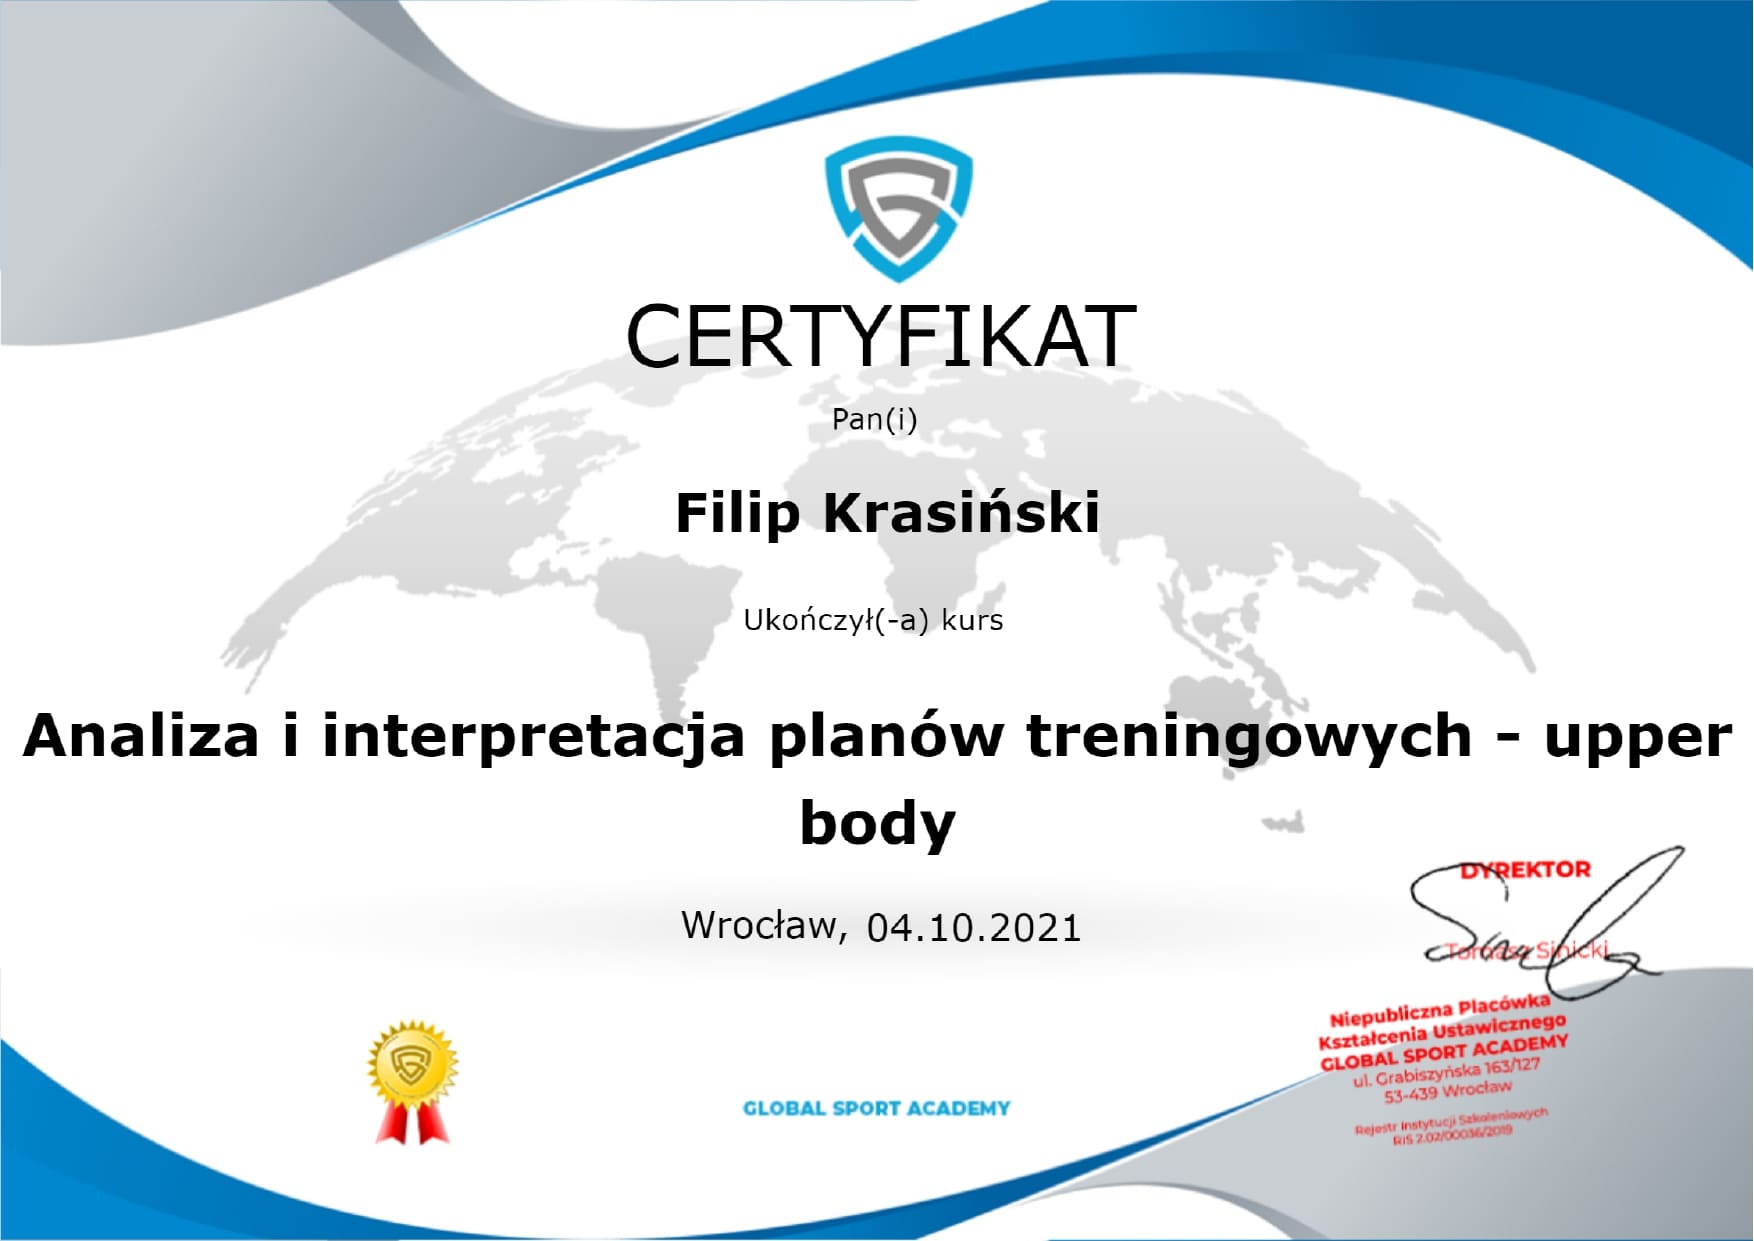 CERTYFIKAT
Pan(i)
Filip Krasiński
Ukończył(-a) kurs
Analiza i interpretacja planów treningowych - upper
body
Wrocław, 04.10.2021
DYREKTOR
Tomasz Sinicki
Niepubliczna Placówka
Kształcenia Ustawicznego
GLOBAL SPORT ACADEMY
ul. Grabiszyńska 163/127
53-439 Wrocław
Rejestr Instytucji Szkoleniowych
RIS 2.02/00036/2019
GLOBAL SPORT ACADEMY